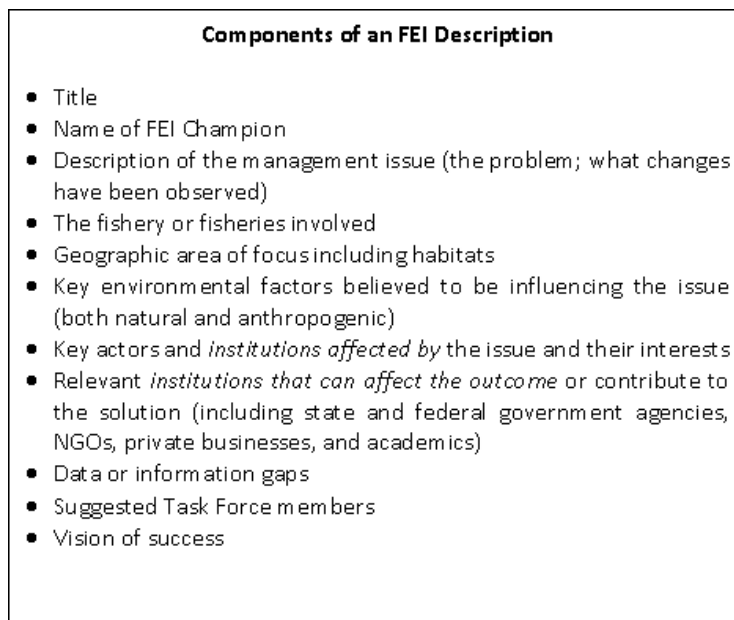 Components of an FEI Description
• Title
• Name of FEI Champion
• Description of the management issue (the problem; what changes
have been observed)
• The fishery or fisheries involved
• Geographic area of focus including habitats
• Key environmental factors believed to be influencing the issue
(both natural and anthropogenic)
• Key actors and institutions affected by the issue and their interests
• Relevant institutions that can affect the outcome or contribute to
the solution (including state and federal government agencies,
NGOs, private businesses, and academics)
• Data or information gaps
• Suggested Task Force members
• Vision of success